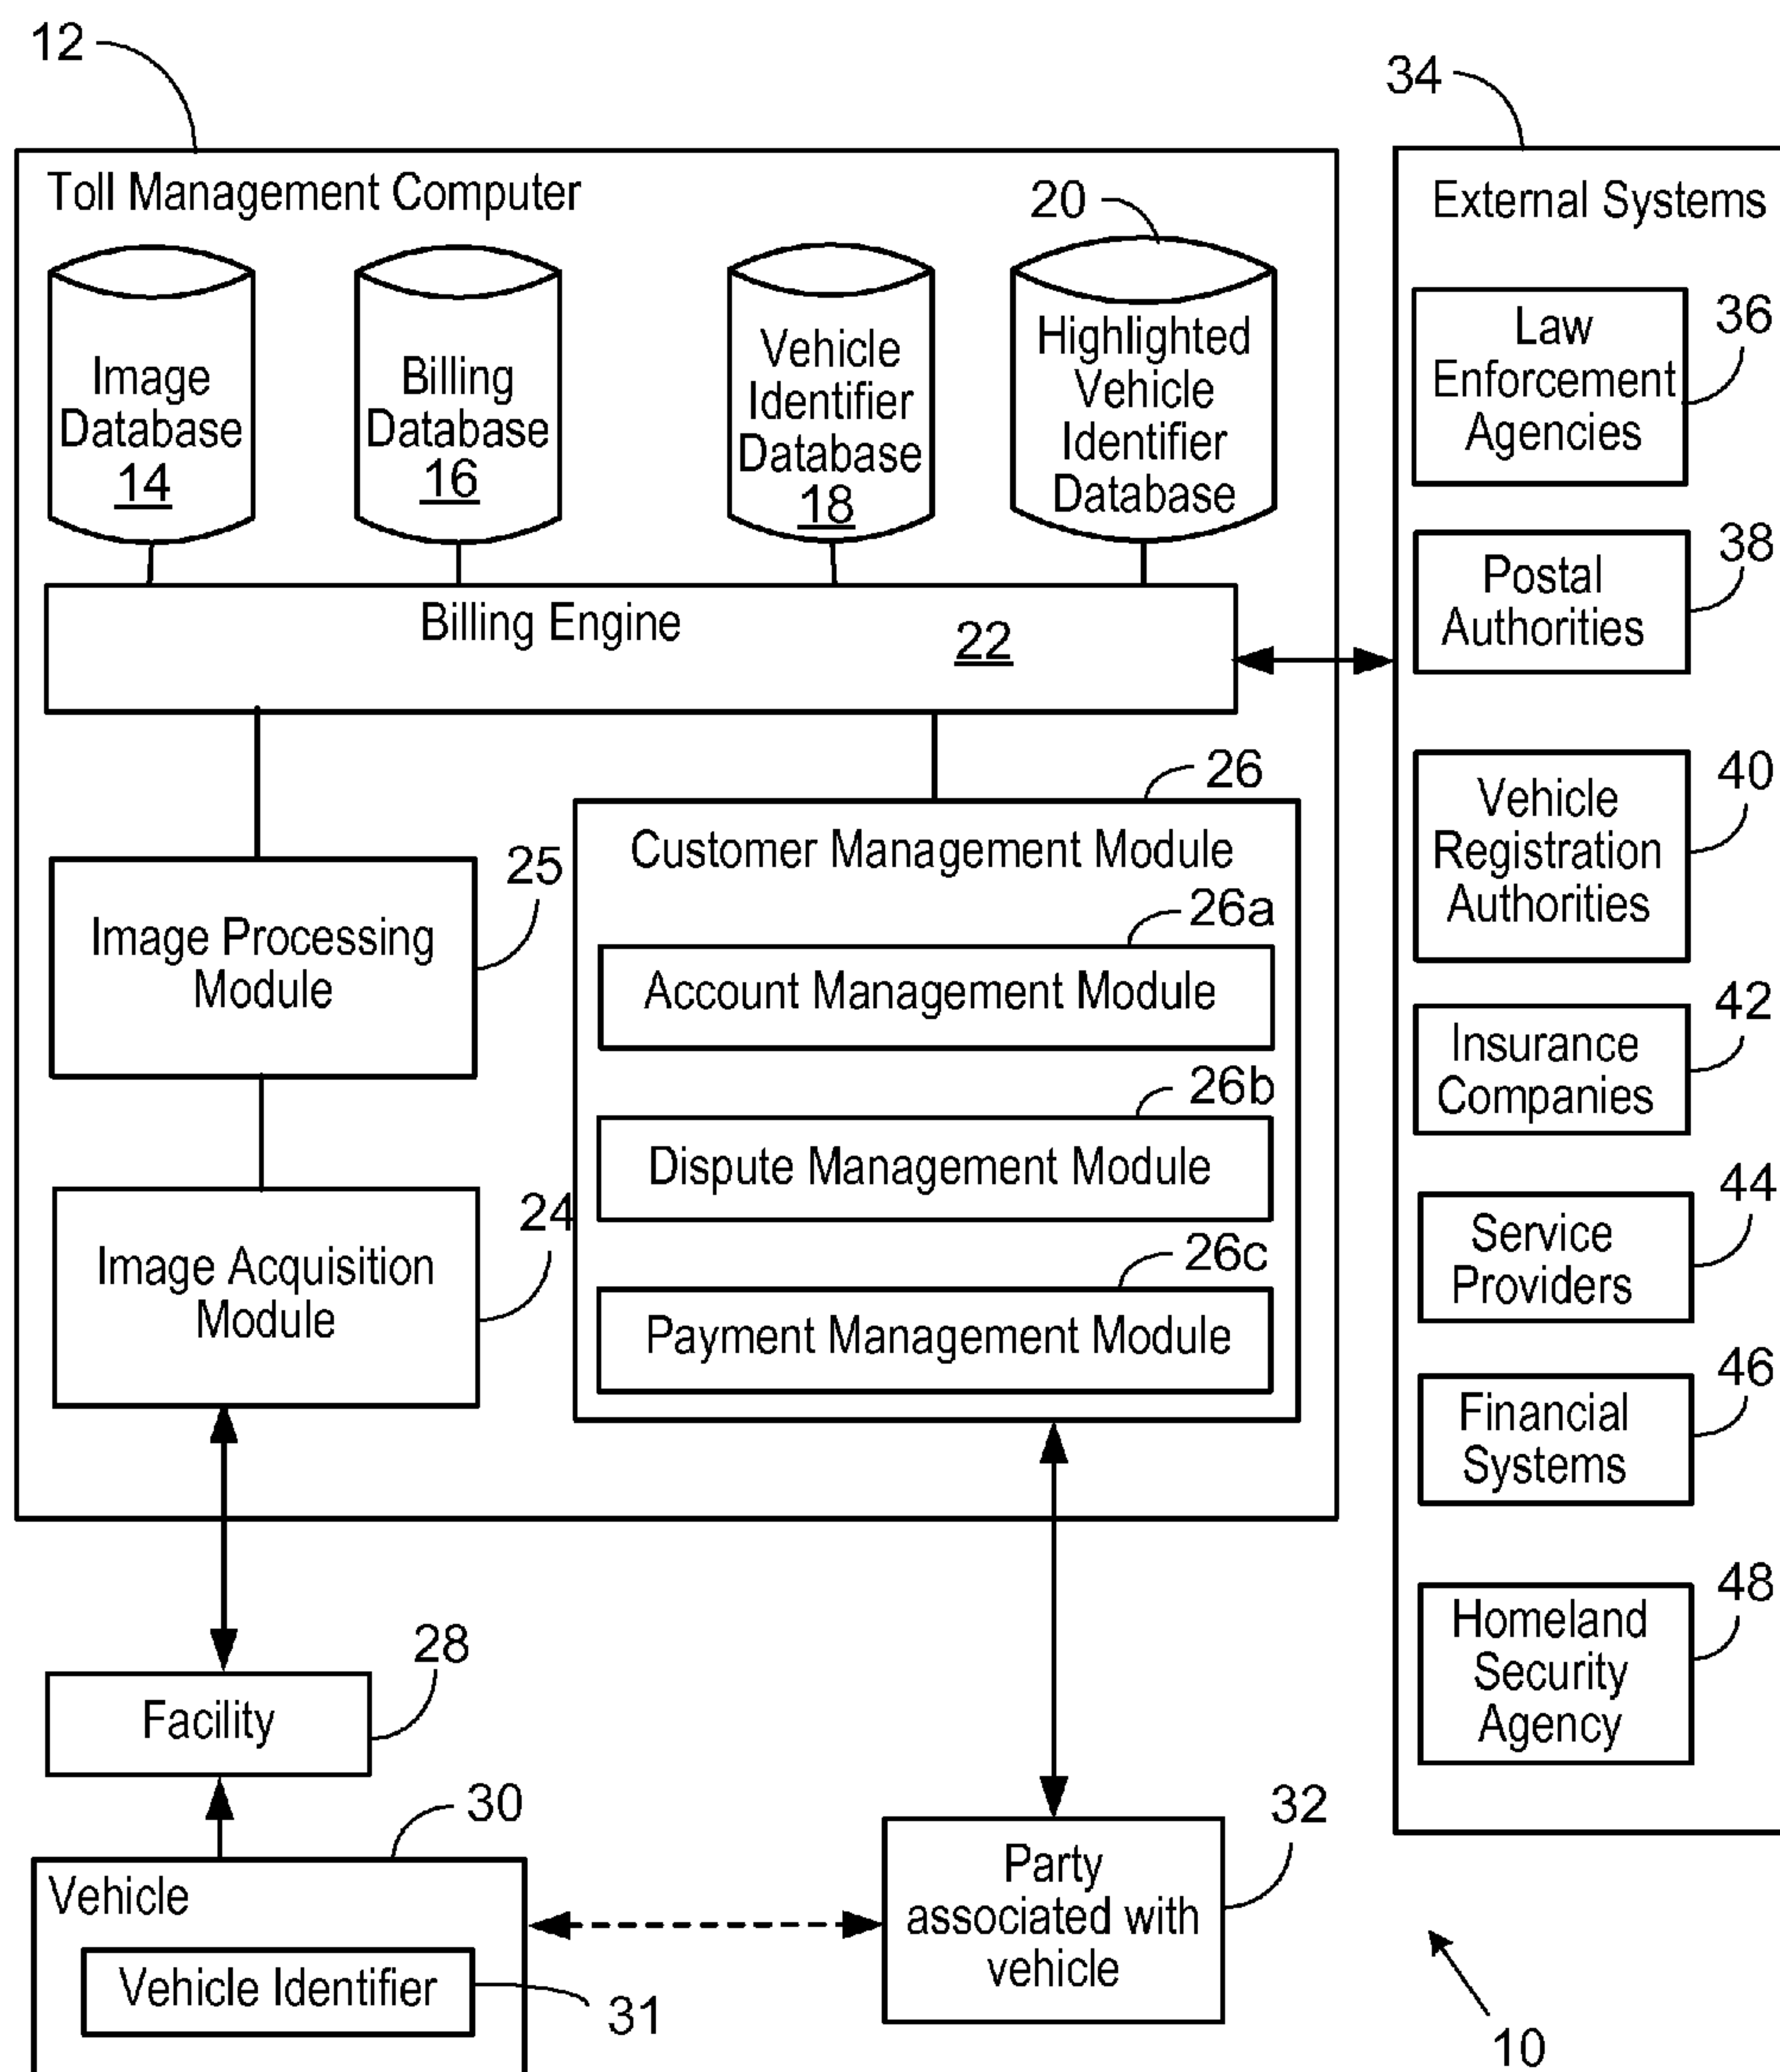 12
34
Toll Management Computer
20
External Systems
Image
Database
14
Billing
Database
16
Vehicle
Identifier
Database
18
Highlighted
Vehicle
Identifier
Database
Law
Enforcement
Agencies
36
Postal
Authorities
38
Billing Engine
22
Vehicle
Registration
Authorities
40
26
Customer Management Module
25
Image Processing
Module
26a
Account Management Module
Insurance
Companies
42
26b
Dispute Management Module
24
Image Acquisition
Module
Service
Providers
44
26c
Payment Management Module
Financial
Systems
46
Homeland
Security
Agency
48
28
Facility
30
Vehicle
Vehicle Identifier
31
32
Party
associated with
vehicle
10